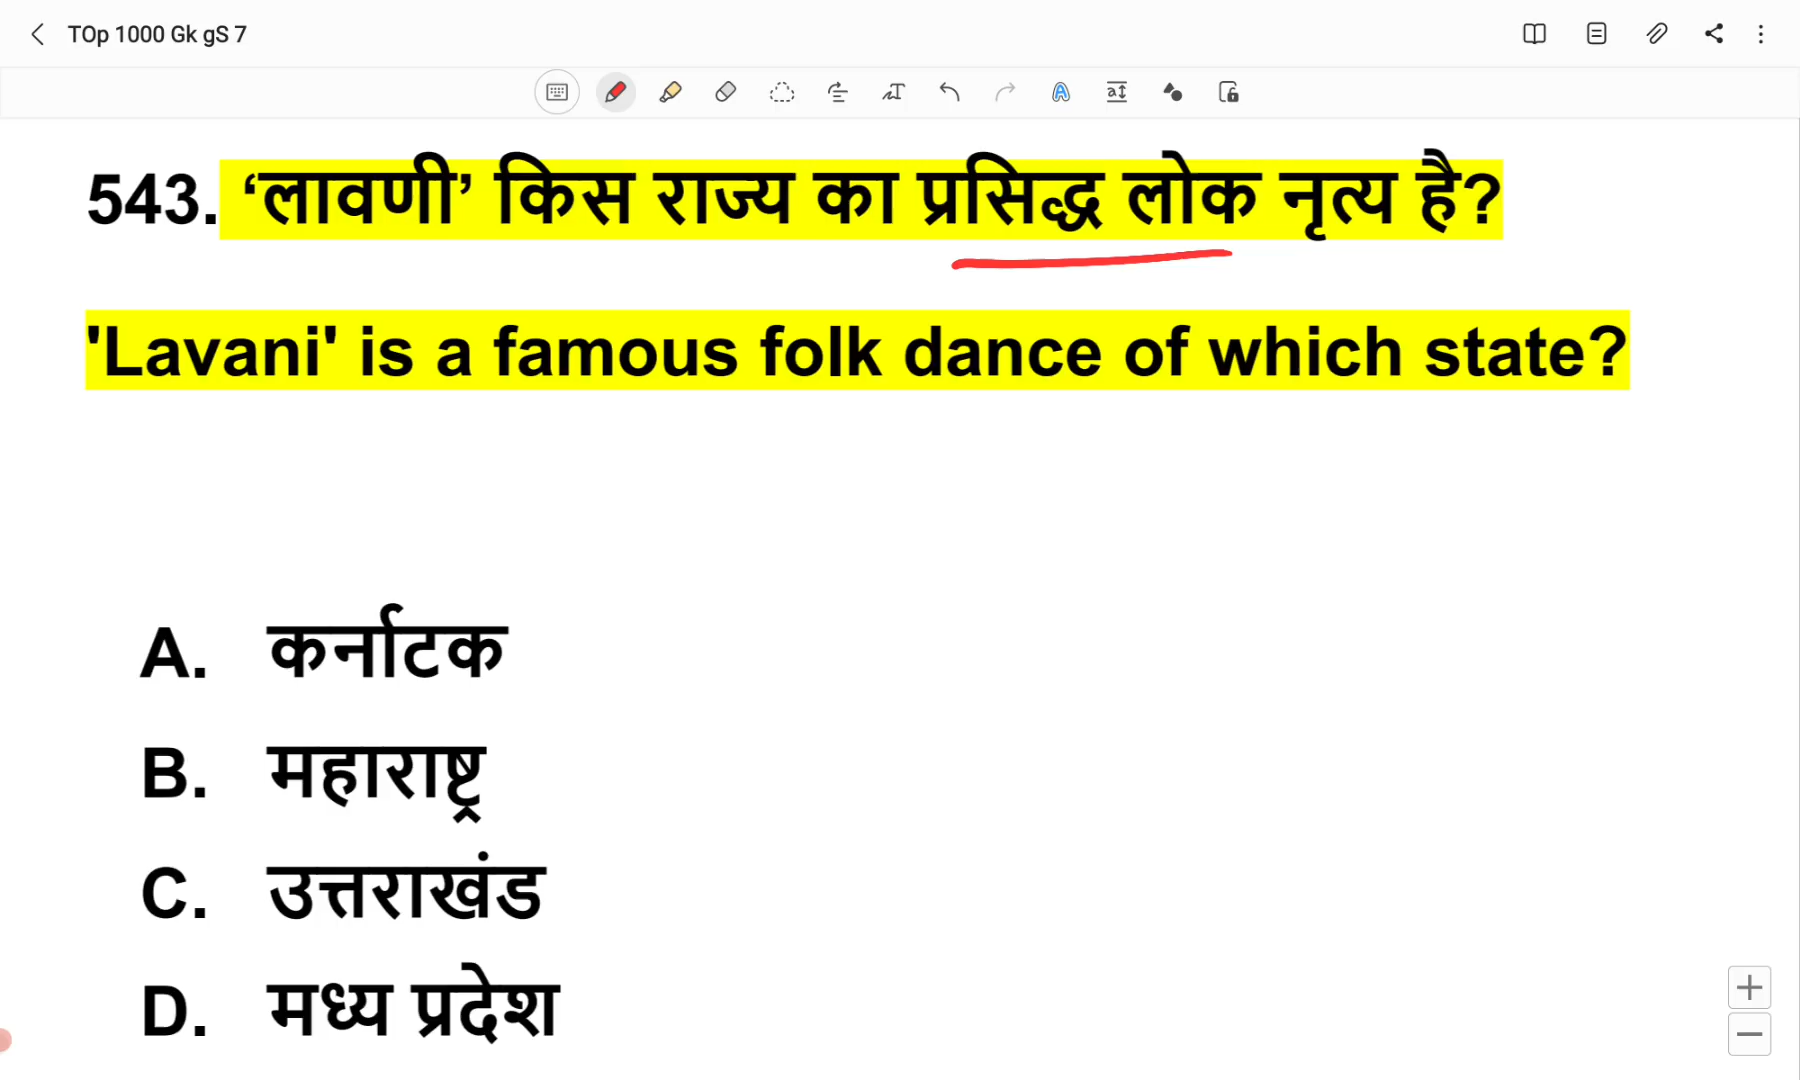 TOp 1000 Gk gS 7
543. ‘लावणी’ किस राज्य का प्रसिद्ध लोक नृत्य है?
'Lavani' is a famous folk dance of which state?
A. कर्नाटक
B. महाराष्ट्र
C. उत्तराखंड
D. मध्य प्रदेश